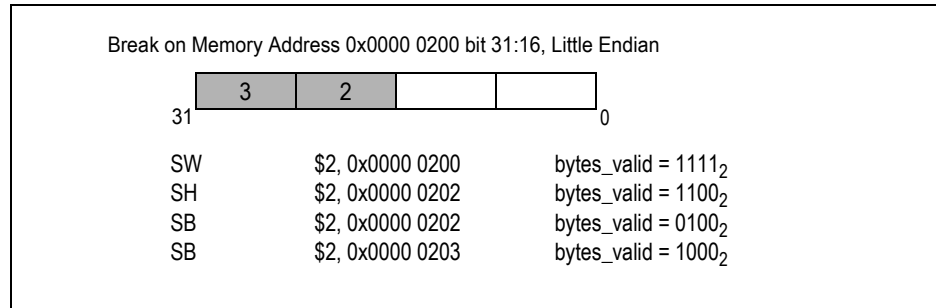 Break on Memory Address 0x0000 0200 bit 31:16, Little Endian
3 2
31 0
SW $2, 0x0000 0200 bytes_valid = 1111₂
SH $2, 0x0000 0202 bytes_valid = 1100₂
SB $2, 0x0000 0202 bytes_valid = 0100₂
SB $2, 0x0000 0203 bytes_valid = 1000₂